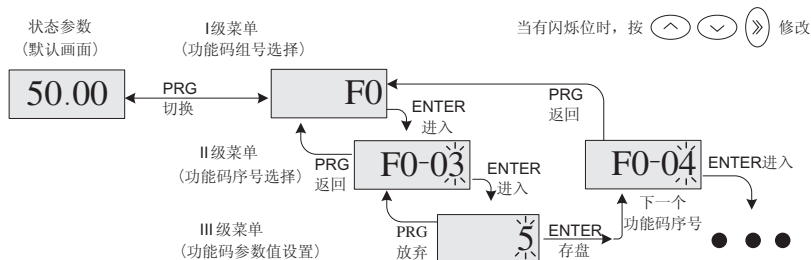 状态参数
(默认画面)
I级菜单
(功能码组号选择)
当有闪烁位时，按 修改
50.00
PRG
切换
F0
ENTER
进入
PRG
返回
II级菜单
(功能码序号选择)
PRG
返回
F0-03
ENTER
进入
F0-04
ENTER进入
III级菜单
(功能码参数值设置)
PRG
放弃
5
ENTER
存盘
下一个
功能码序号